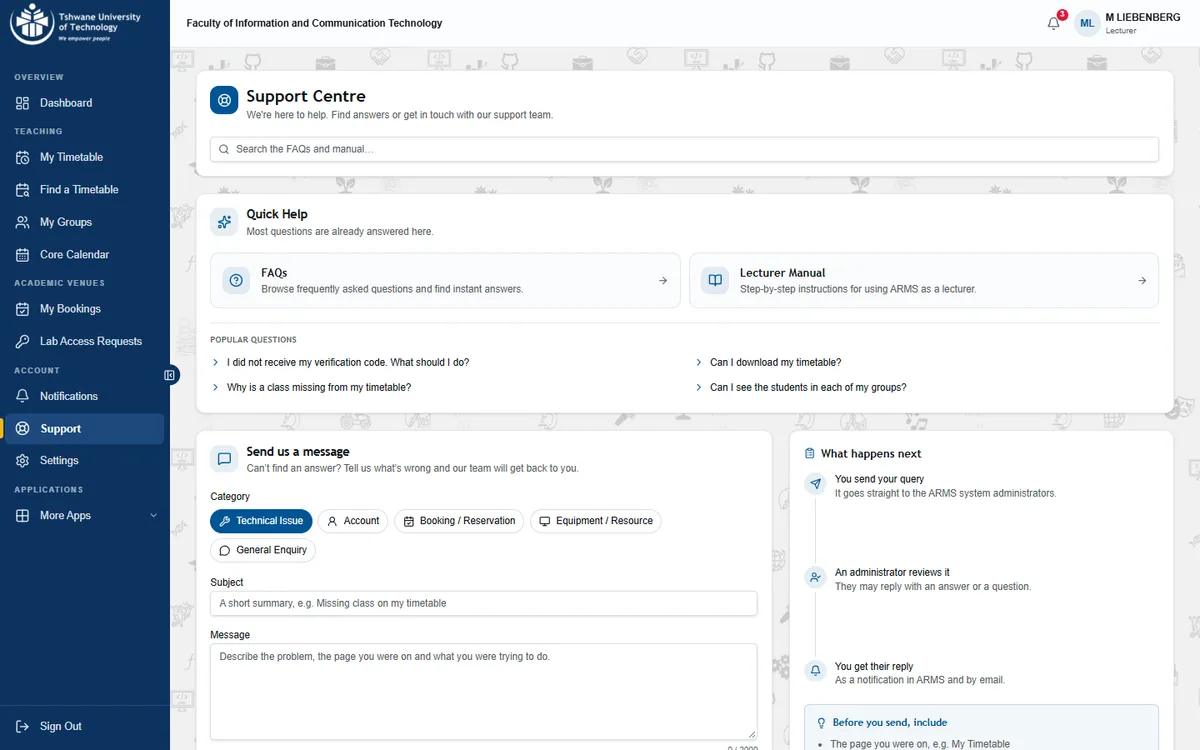 Tshwane University
of Technology
We empower people
OVERVIEW
Dashboard
TEACHING
My Timetable
Find a Timetable
My Groups
Core Calendar
ACADEMIC VENUES
My Bookings
Lab Access Requests
ACCOUNT
Notifications
Support
Settings
APPLICATIONS
More Apps
Sign Out
Faculty of Information and Communication Technology
3
ML
M LIEBENBERG
Lecturer
Support Centre
We're here to help. Find answers or get in touch with our support team.
Search the FAQs and manual...
Quick Help
Most questions are already answered here.
FAQs
Browse frequently asked questions and find instant answers.
Lecturer Manual
Step-by-step instructions for using ARMS as a lecturer.
POPULAR QUESTIONS
I did not receive my verification code. What should I do?
Can I download my timetable?
Why is a class missing from my timetable?
Can I see the students in each of my groups?
Send us a message
Can't find an answer? Tell us what's wrong and our team will get back to you.
Category
Technical Issue
Account
Booking / Reservation
Equipment / Resource
General Enquiry
Subject
A short summary, e.g. Missing class on my timetable
Message
Describe the problem, the page you were on and what you were trying to do.
0 / 2000
What happens next
You send your query
It goes straight to the ARMS system administrators.
An administrator reviews it
They may reply with an answer or a question.
You get their reply
As a notification in ARMS and by email.
Before you send, include
• The page you were on, e.g. My Timetable